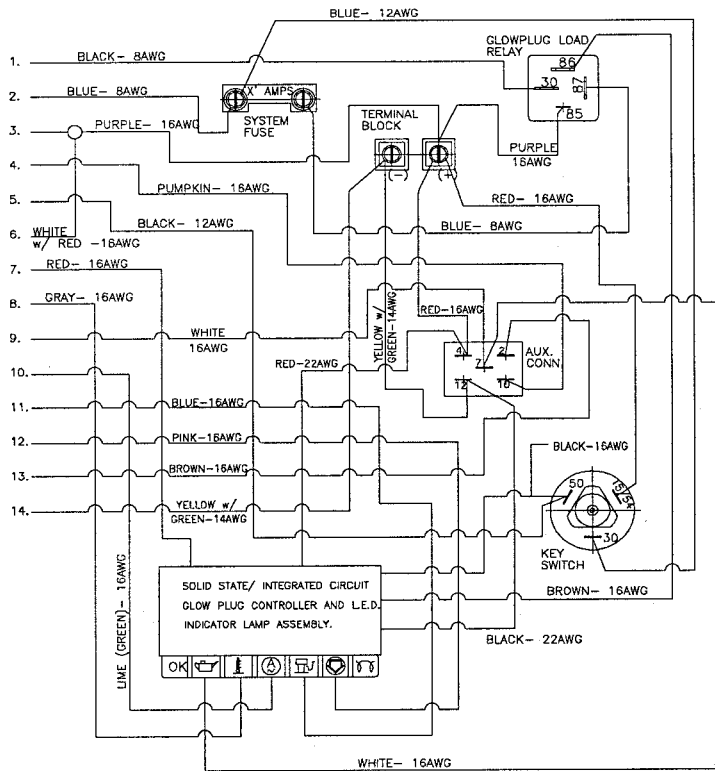 BLUE- 12AWG
GLOWPLUG LOAD
RELAY
1. BLACK- 8AWG
86
30
87
85
2. BLUE- 8AWG
'X' AMPS
SYSTEM
FUSE
3. PURPLE- 16AWG
TERMINAL
BLOCK
PURPLE
16AWG
(-) (+)
4. PUMPKIN- 16AWG
RED- 16AWG
5. BLACK- 12AWG
BLUE- 8AWG
6. WHITE
w/ RED -16AWG
7. RED- 16AWG
8. GRAY- 16AWG
YELLOW w/
GREEN-14AWG
RED-16AWG
9. WHITE
16AWG
4 7 2
12 10
AUX.
CONN.
RED-22AWG
10.
11. BLUE-16AWG
12. PINK-16AWG
BLACK-16AWG
13. BROWN-16AWG
50
15/54
30
KEY
SWITCH
14. YELLOW w/
GREEN-14AWG
LIME (GREEN)- 16AWG
SOLID STATE/ INTEGRATED CIRCUIT
GLOW PLUG CONTROLLER AND L.E.D.
INDICATOR LAMP ASSEMBLY.
BROWN- 16AWG
BLACK- 22AWG
OK A
WHITE- 16AWG